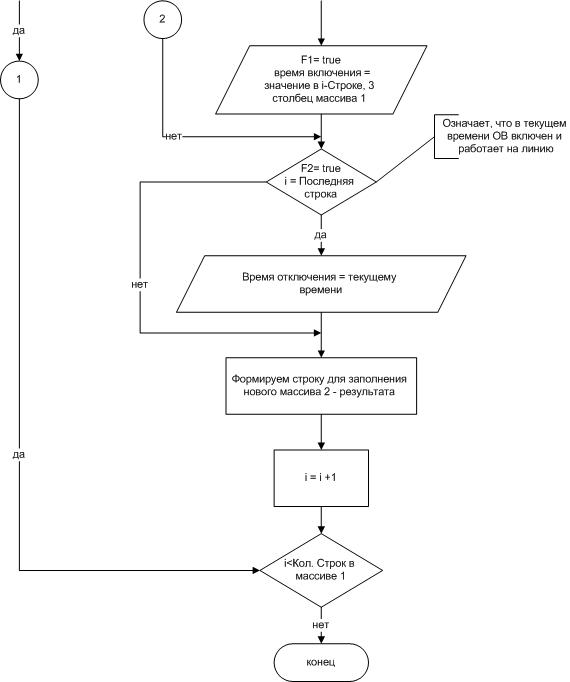 да
1
2
F1= true
время включения =
значение в i-Строке, 3
столбец массива 1
нет
Означает, что в текущем
времени ОВ включен и
работает на линию
F2= true
i = Последняя
строка
да
нет
Время отключения = текущему
времени
Формируем строку для заполнения
нового массива 2 - результата
да
i = i +1
i<Кол. Строк в
массиве 1
нет
конец